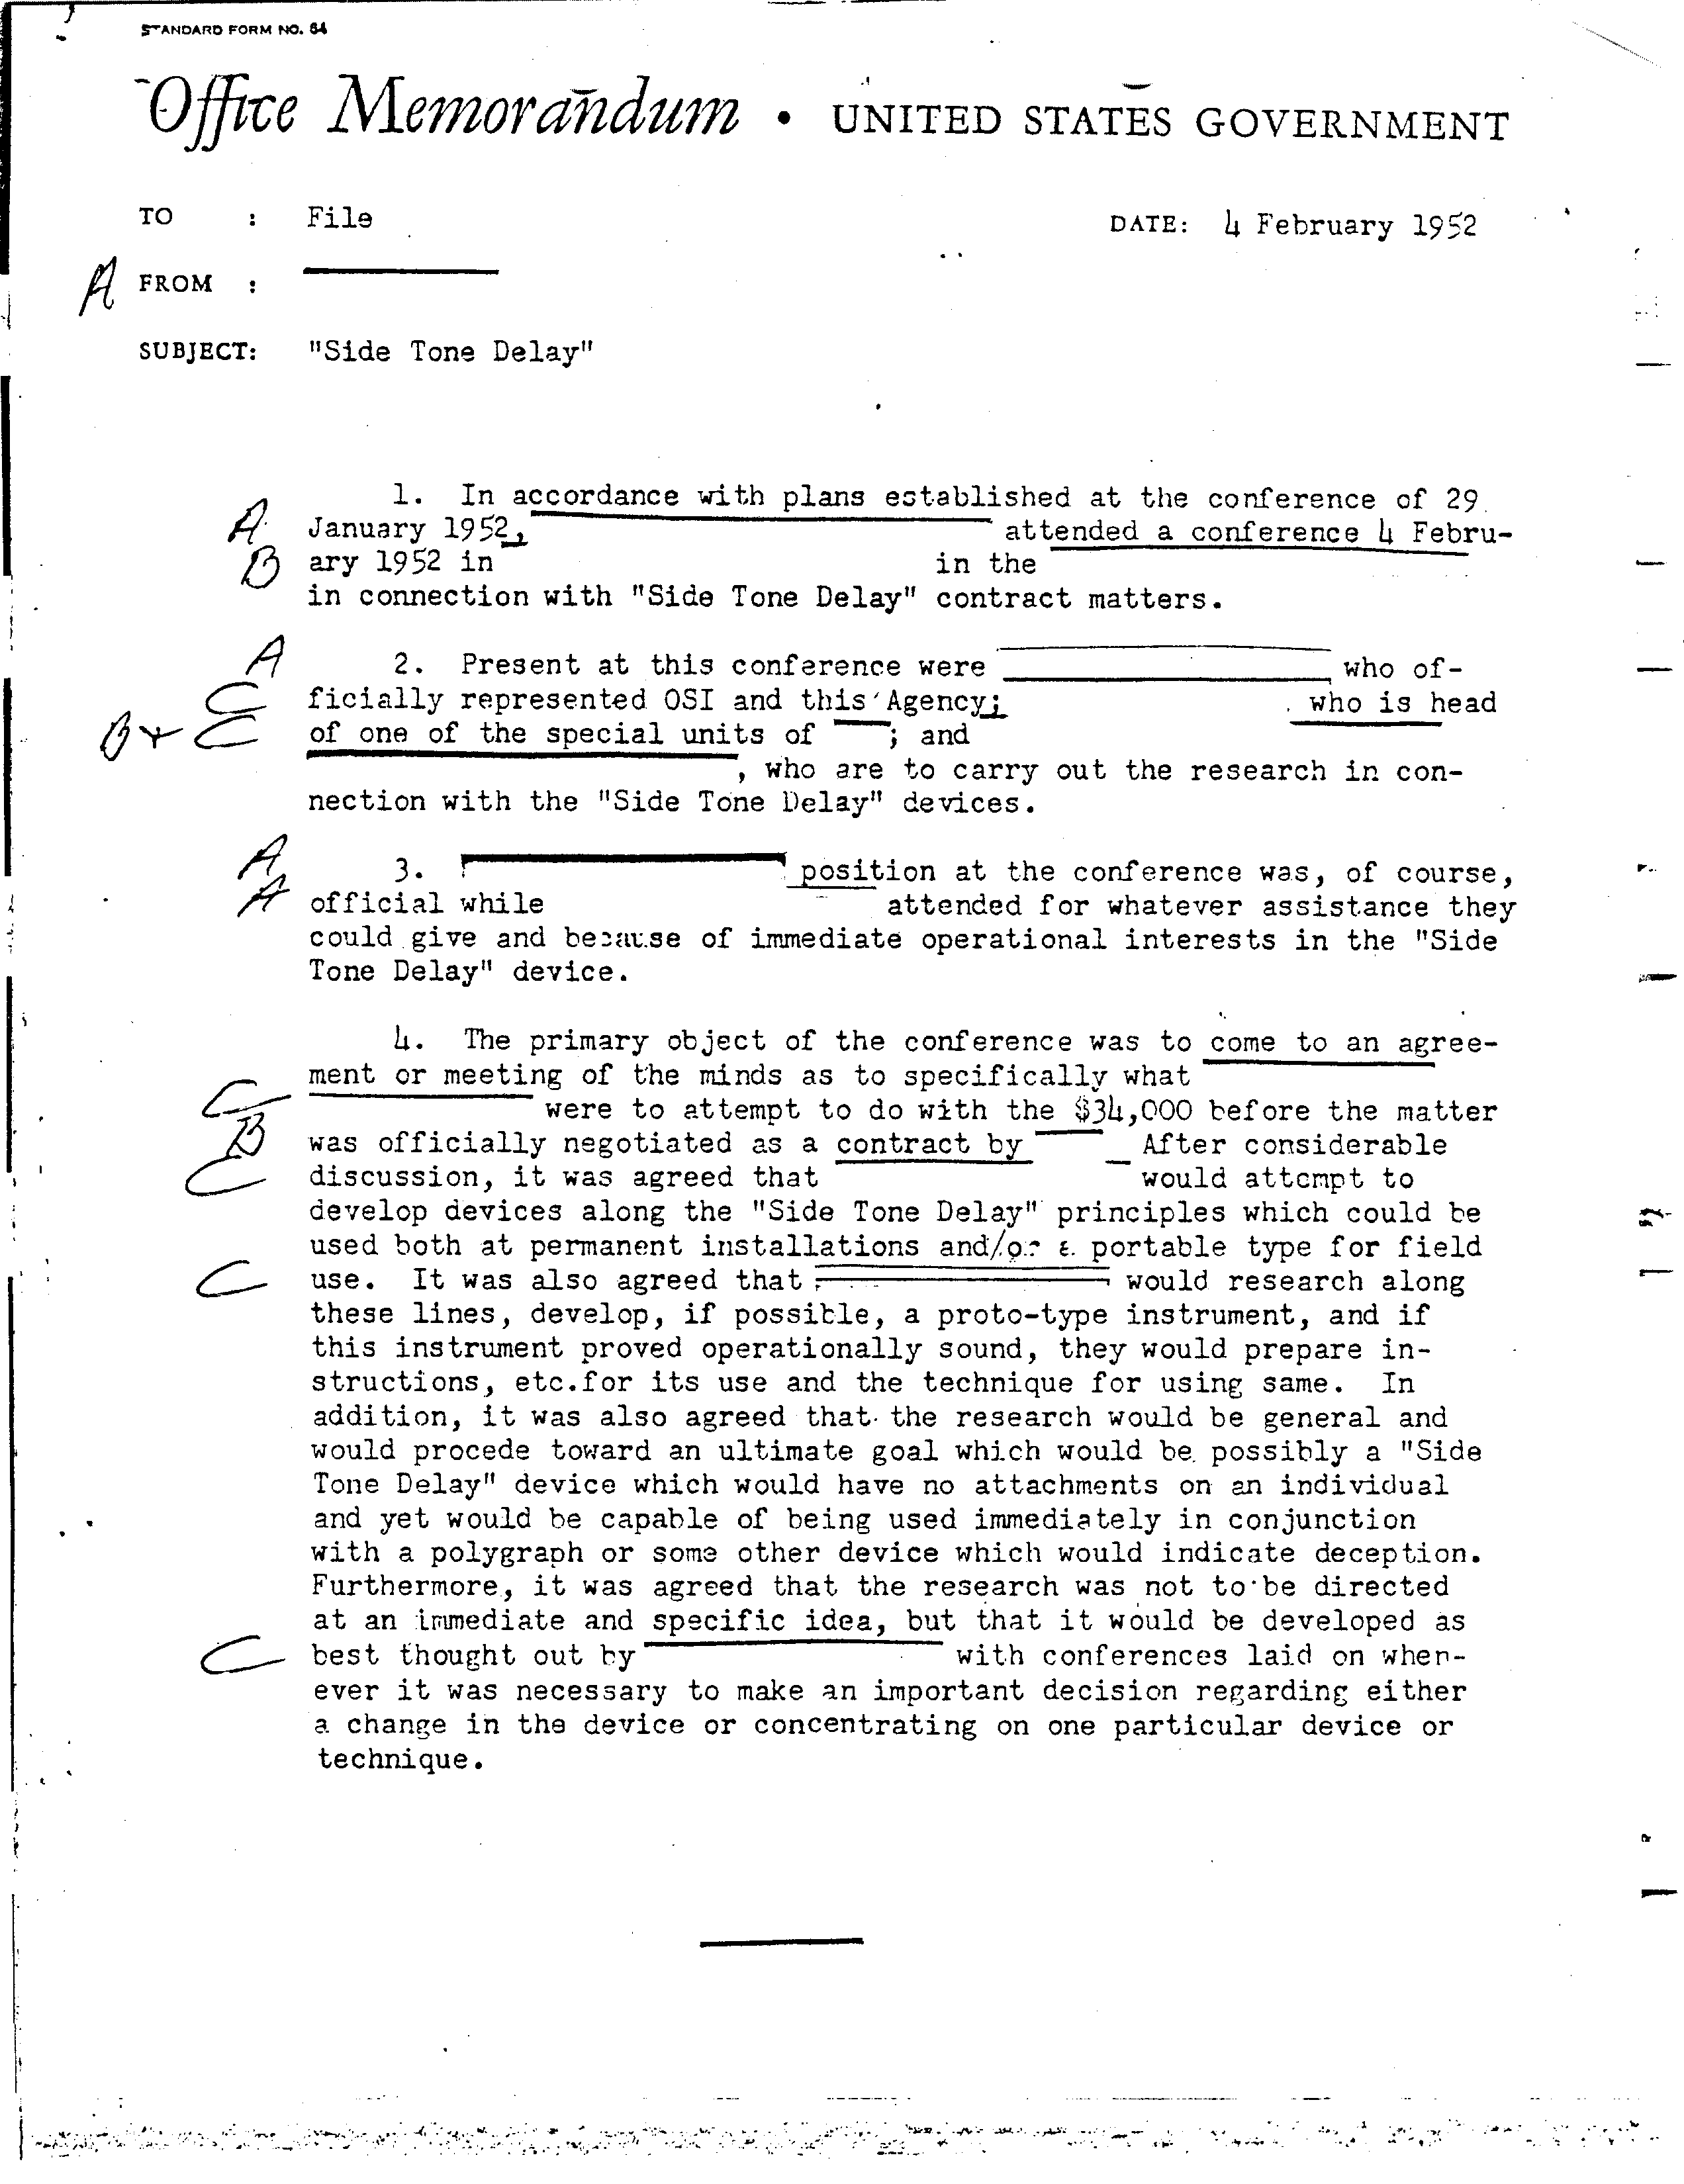 STANDARD FORM NO. 64
Office Memorandum • UNITED STATES GOVERNMENT
TO : File DATE: 4 February 1952
A FROM :
SUBJECT: "Side Tone Delay"
1. In accordance with plans established at the conference of 29
A January 1952, attended a conference 4 Febru-
B ary 1952 in in the
in connection with "Side Tone Delay" contract matters.
A 2. Present at this conference were who of-
C ficially represented OSI and this Agency; who is head
B + C of one of the special units of ; and
, who are to carry out the research in con-
nection with the "Side Tone Delay" devices.
A 3. position at the conference was, of course,
A official while attended for whatever assistance they
could give and because of immediate operational interests in the "Side
Tone Delay" device.
4. The primary object of the conference was to come to an agree-
ment or meeting of the minds as to specifically what
C were to attempt to do with the $34,000 before the matter
B was officially negotiated as a contract by After considerable
C discussion, it was agreed that would attempt to
develop devices along the "Side Tone Delay" principles which could be
used both at permanent installations and/or a portable type for field
C use. It was also agreed that would research along
these lines, develop, if possible, a proto-type instrument, and if
this instrument proved operationally sound, they would prepare in-
structions, etc.for its use and the technique for using same. In
addition, it was also agreed that the research would be general and
would procede toward an ultimate goal which would be possibly a "Side
Tone Delay" device which would have no attachments on an individual
and yet would be capable of being used immediately in conjunction
with a polygraph or some other device which would indicate deception.
Furthermore, it was agreed that the research was not to be directed
at an immediate and specific idea, but that it would be developed as
C best thought out by with conferences laid on when-
ever it was necessary to make an important decision regarding either
a change in the device or concentrating on one particular device or
technique.